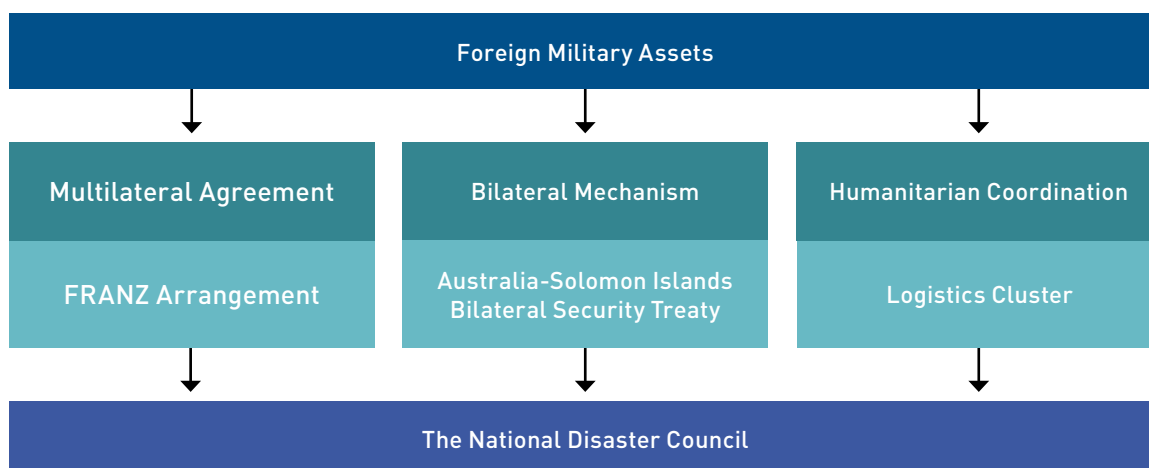 Foreign Military Assets
Multilateral Agreement
FRANZ Arrangement
Bilateral Mechanism
Australia-Solomon Islands
Bilateral Security Treaty
Humanitarian Coordination
Logistics Cluster
The National Disaster Council